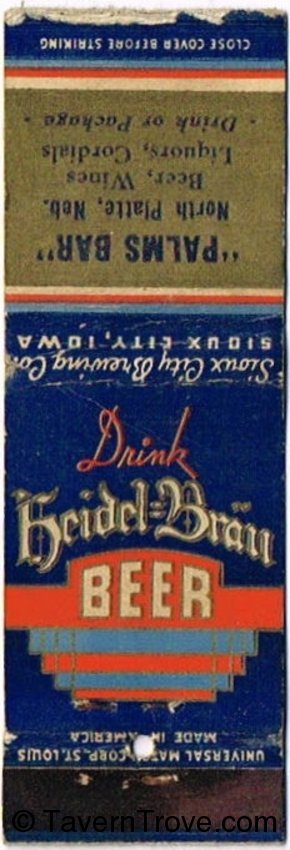 CLOSE COVER BEFORE STRIKING
"PALMS BAR"
North Platte, Neb.
Beer, Wines
Liquors, Cordials
- Drink or Package -
Sioux City Brewing Co.
SIOUX CITY, IOWA
Drink
Heidel=Bräu
BEER
UNIVERSAL MATCH CORP. ST. LOUIS
MADE IN AMERICA
© TavernTrove.com